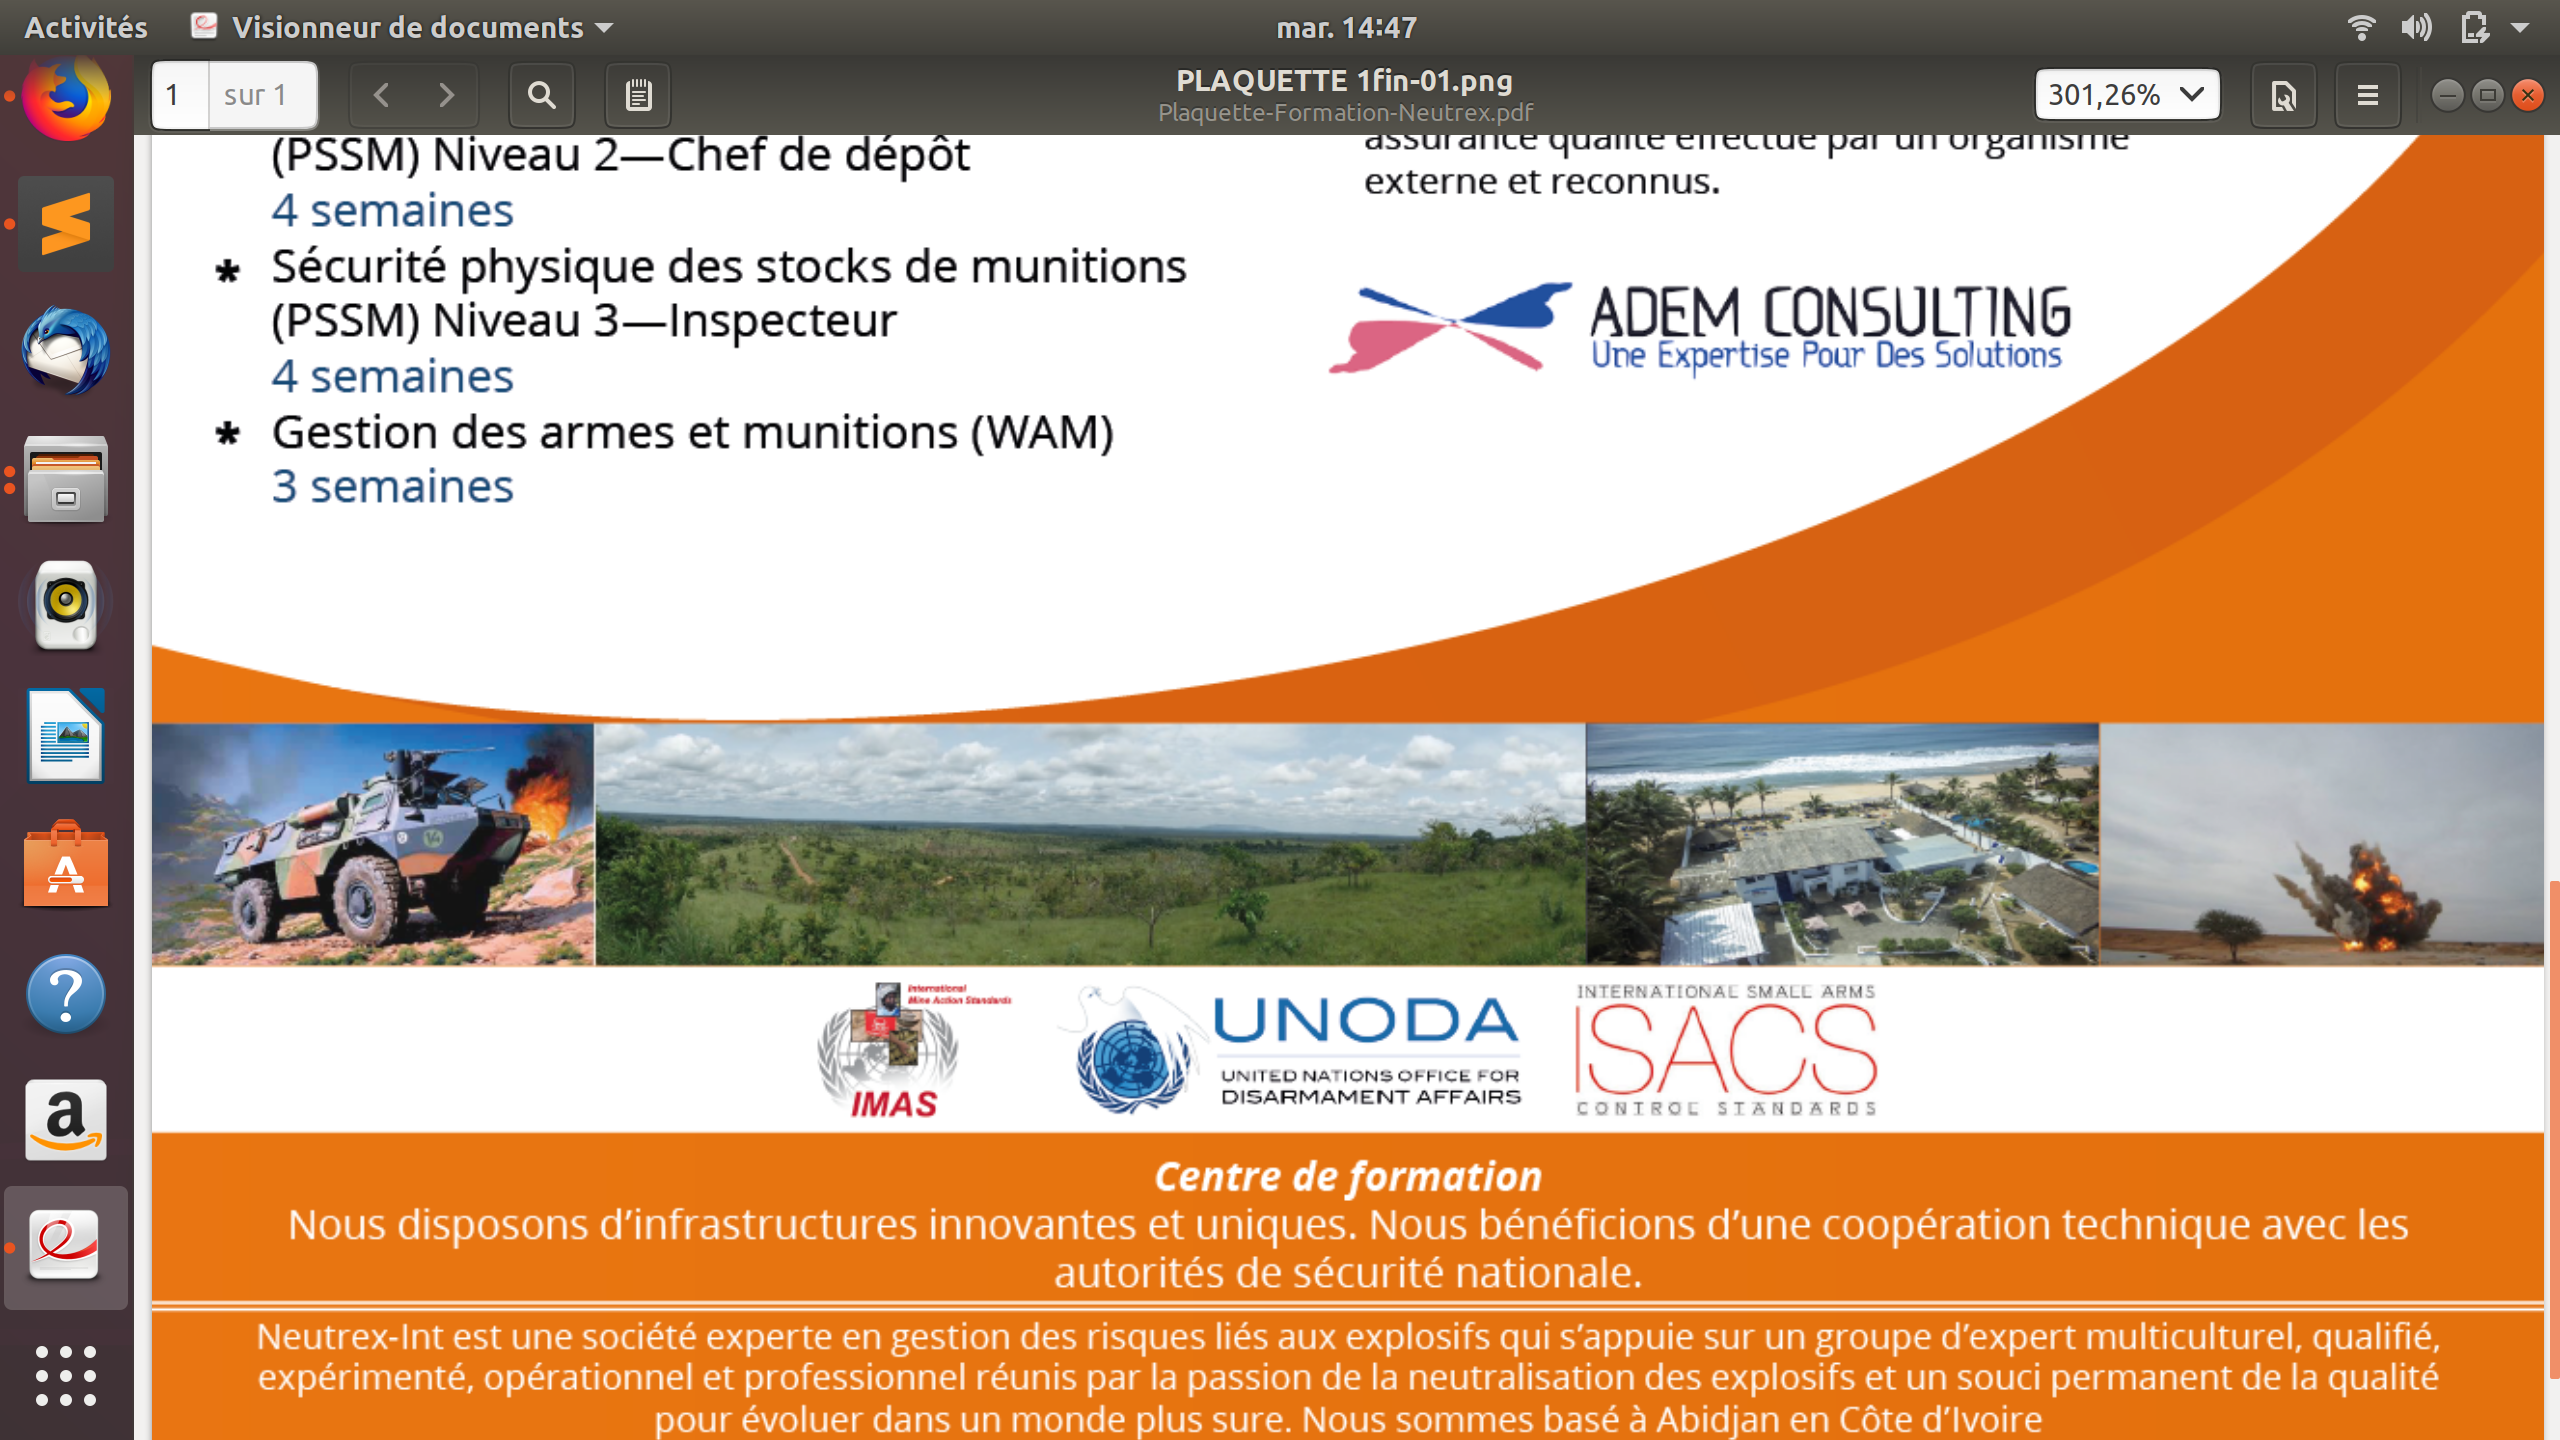 Activités
Visionneur de documents
mar. 14:47
1
sur 1
PLAQUETTE 1fin-01.png
Plaquette-Formation-Neutrex.pdf
301,26%
(PSSM) Niveau 2—Chef de dépôt
4 semaines
* Sécurité physique des stocks de munitions
(PSSM) Niveau 3—Inspecteur
4 semaines
* Gestion des armes et munitions (WAM)
3 semaines
assurance qualité effectué par un organisme
externe et reconnus.
ADEM CONSULTING
Une Expertise Pour Des Solutions
International
Mine Action Standards
IMAS
UNODA
UNITED NATIONS OFFICE FOR
DISARMAMENT AFFAIRS
INTERNATIONAL SMALL ARMS
ISACS
CONTROL STANDARDS
Centre de formation
Nous disposons d’infrastructures innovantes et uniques. Nous bénéficions d’une coopération technique avec les
autorités de sécurité nationale.
Neutrex-Int est une société experte en gestion des risques liés aux explosifs qui s’appuie sur un groupe d’expert multiculturel, qualifié,
expérimenté, opérationnel et professionnel réunis par la passion de la neutralisation des explosifs et un souci permanent de la qualité
pour évoluer dans un monde plus sure. Nous sommes basé à Abidjan en Côte d’Ivoire